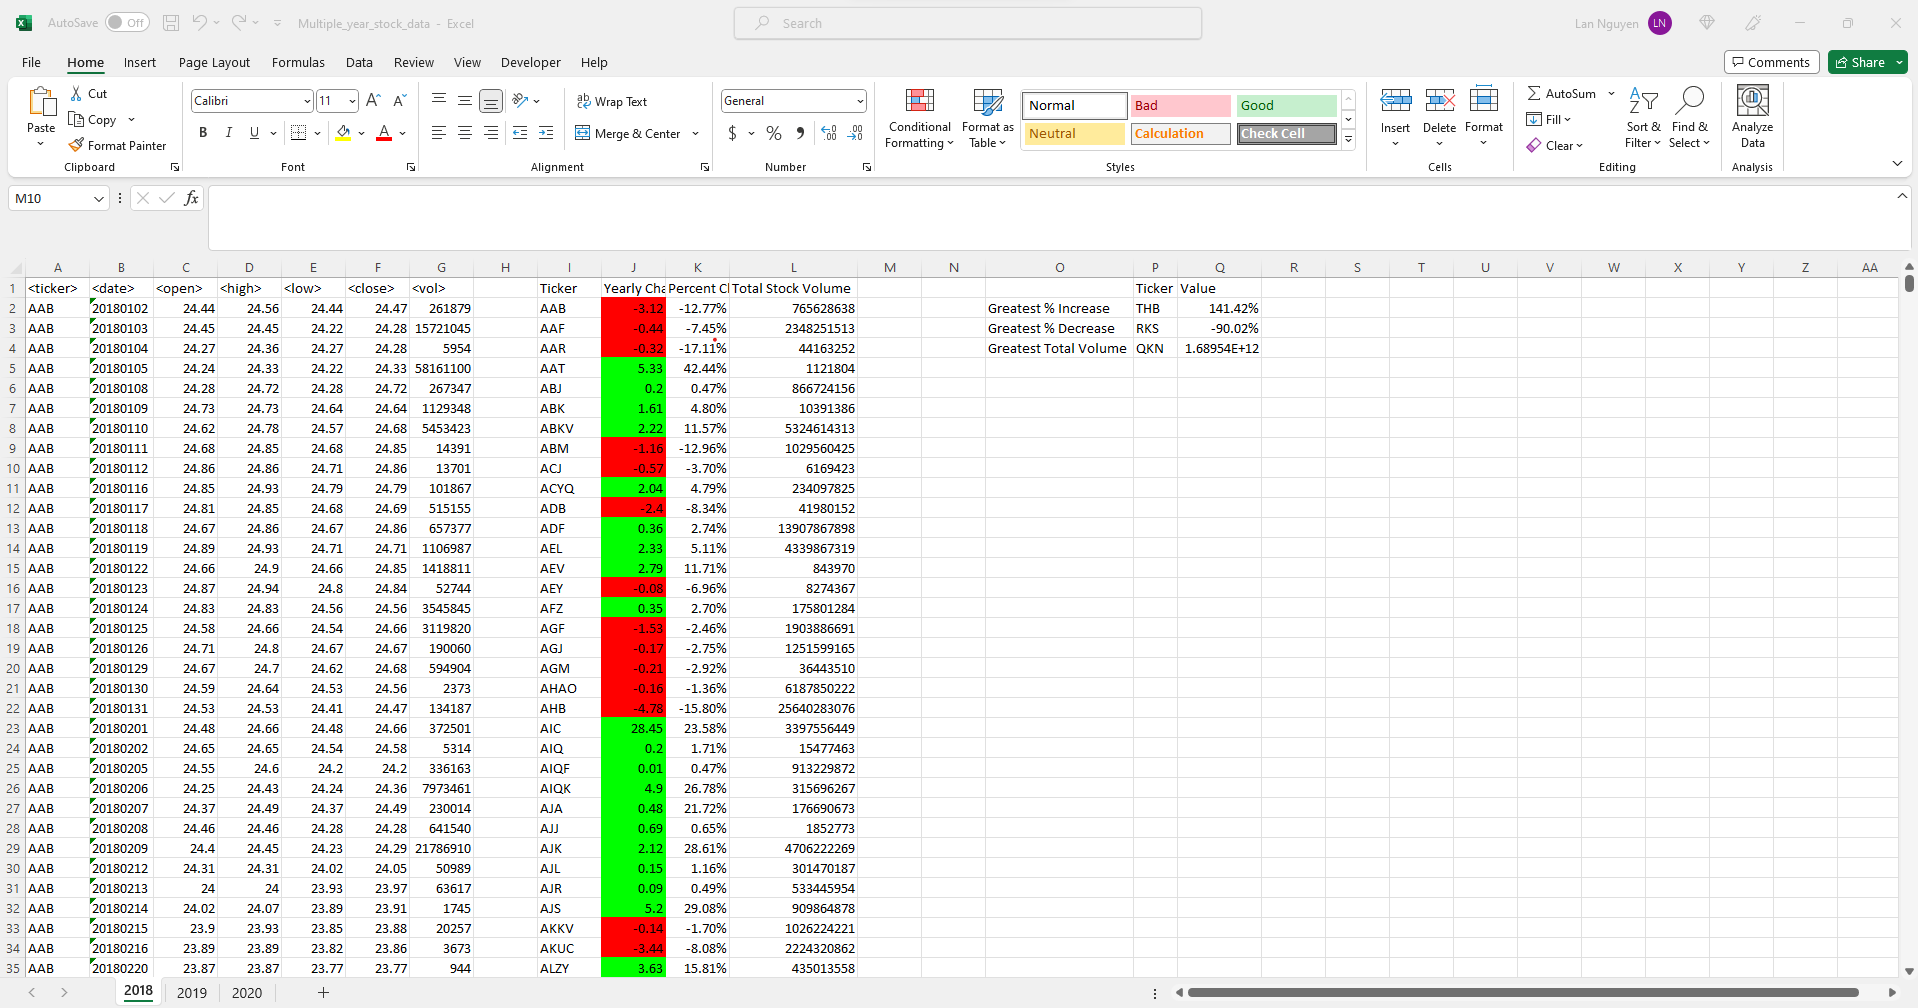 AutoSave Off Multiple_year_stock_data - Excel Search Lan Nguyen LN
File Home Insert Page Layout Formulas Data Review View Developer Help Comments Share
Paste Cut Copy Format Painter Clipboard
Calibri 11 A A B I U A Font
Wrap Text Merge & Center Alignment
General $ % Number
Conditional Formatting Format as Table
Normal Bad Good
Neutral Calculation Check Cell
Styles
Insert Delete Format Cells
AutoSum Fill Clear Sort & Filter Find & Select Editing
Analyze Data Analysis
M10 fx
A B C D E F G H I J K L M N O P Q R S T U V W X Y Z AA
1 <ticker> <date> <open> <high> <low> <close> <vol> Ticker Yearly Cha Percent Cl Total Stock Volume Ticker Value
2 AAB 20180102 24.44 24.56 24.44 24.47 261879 AAB -3.12 -12.77% 765628638 Greatest % Increase THB 141.42%
3 AAB 20180103 24.45 24.45 24.22 24.28 15721045 AAF -0.44 -7.45% 2348251513 Greatest % Decrease RKS -90.02%
4 AAB 20180104 24.27 24.36 24.27 24.28 5954 AAR -0.32 -17.11% 44163252 Greatest Total Volume QKN 1.68954E+12
5 AAB 20180105 24.24 24.33 24.22 24.33 58161100 AAT 5.33 42.44% 1121804
6 AAB 20180108 24.28 24.72 24.28 24.72 267347 ABJ 0.2 0.47% 866724156
7 AAB 20180109 24.73 24.73 24.64 24.64 1129348 ABK 1.61 4.80% 10391386
8 AAB 20180110 24.62 24.78 24.57 24.68 5453423 ABKV 2.22 11.57% 5324614313
9 AAB 20180111 24.68 24.85 24.68 24.85 14391 ABM -1.16 -12.96% 1029560425
10 AAB 20180112 24.86 24.86 24.71 24.86 13701 ACJ -0.57 -3.70% 6169423
11 AAB 20180116 24.85 24.93 24.79 24.79 101867 ACYQ 2.04 4.79% 234097825
12 AAB 20180117 24.81 24.85 24.68 24.69 515155 ADB -2.4 -8.34% 41980152
13 AAB 20180118 24.67 24.86 24.67 24.86 657377 ADF 0.36 2.74% 13907867898
14 AAB 20180119 24.89 24.93 24.71 24.71 1106987 AEL 2.33 5.11% 4339867319
15 AAB 20180122 24.66 24.9 24.66 24.85 1418811 AEV 2.79 11.71% 843970
16 AAB 20180123 24.87 24.94 24.8 24.84 52744 AEY -0.08 -6.96% 8274367
17 AAB 20180124 24.83 24.83 24.56 24.56 3545845 AFZ 0.35 2.70% 175801284
18 AAB 20180125 24.58 24.66 24.54 24.66 3119820 AGF -1.53 -2.46% 1903886691
19 AAB 20180126 24.71 24.8 24.67 24.67 190060 AGJ -0.17 -2.75% 1251599165
20 AAB 20180129 24.67 24.7 24.62 24.68 594904 AGM -0.21 -2.92% 36443510
21 AAB 20180130 24.59 24.64 24.53 24.56 2373 AHAO -0.16 -1.36% 6187850222
22 AAB 20180131 24.53 24.53 24.41 24.47 134187 AHB -4.78 -15.80% 25640283076
23 AAB 20180201 24.48 24.66 24.48 24.66 372501 AIC 28.45 23.58% 3397556449
24 AAB 20180202 24.65 24.65 24.54 24.58 5314 AIQ 0.2 1.71% 15477463
25 AAB 20180205 24.55 24.6 24.2 24.2 336163 AIQF 0.01 0.47% 913229872
26 AAB 20180206 24.25 24.43 24.24 24.36 7973461 AIQK 4.9 26.78% 315696267
27 AAB 20180207 24.37 24.49 24.37 24.49 230014 AJA 0.48 21.72% 176690673
28 AAB 20180208 24.46 24.46 24.28 24.28 641540 AJJ 0.69 0.65% 1852773
29 AAB 20180209 24.4 24.45 24.23 24.29 21786910 AJK 2.12 28.61% 4706222269
30 AAB 20180212 24.31 24.31 24.02 24.05 50989 AJL 0.15 1.16% 301470187
31 AAB 20180213 24 24 23.93 23.97 63617 AJR 0.09 0.49% 533445954
32 AAB 20180214 24.02 24.07 23.89 23.91 1745 AJS 5.2 29.08% 909864878
33 AAB 20180215 23.9 23.93 23.85 23.88 20257 AKKV -0.14 -1.70% 1026224221
34 AAB 20180216 23.89 23.89 23.82 23.86 3673 AKUC -3.44 -8.08% 2224320862
35 AAB 20180220 23.87 23.87 23.77 23.77 944 ALZY 3.63 15.81% 435013558
2018 2019 2020